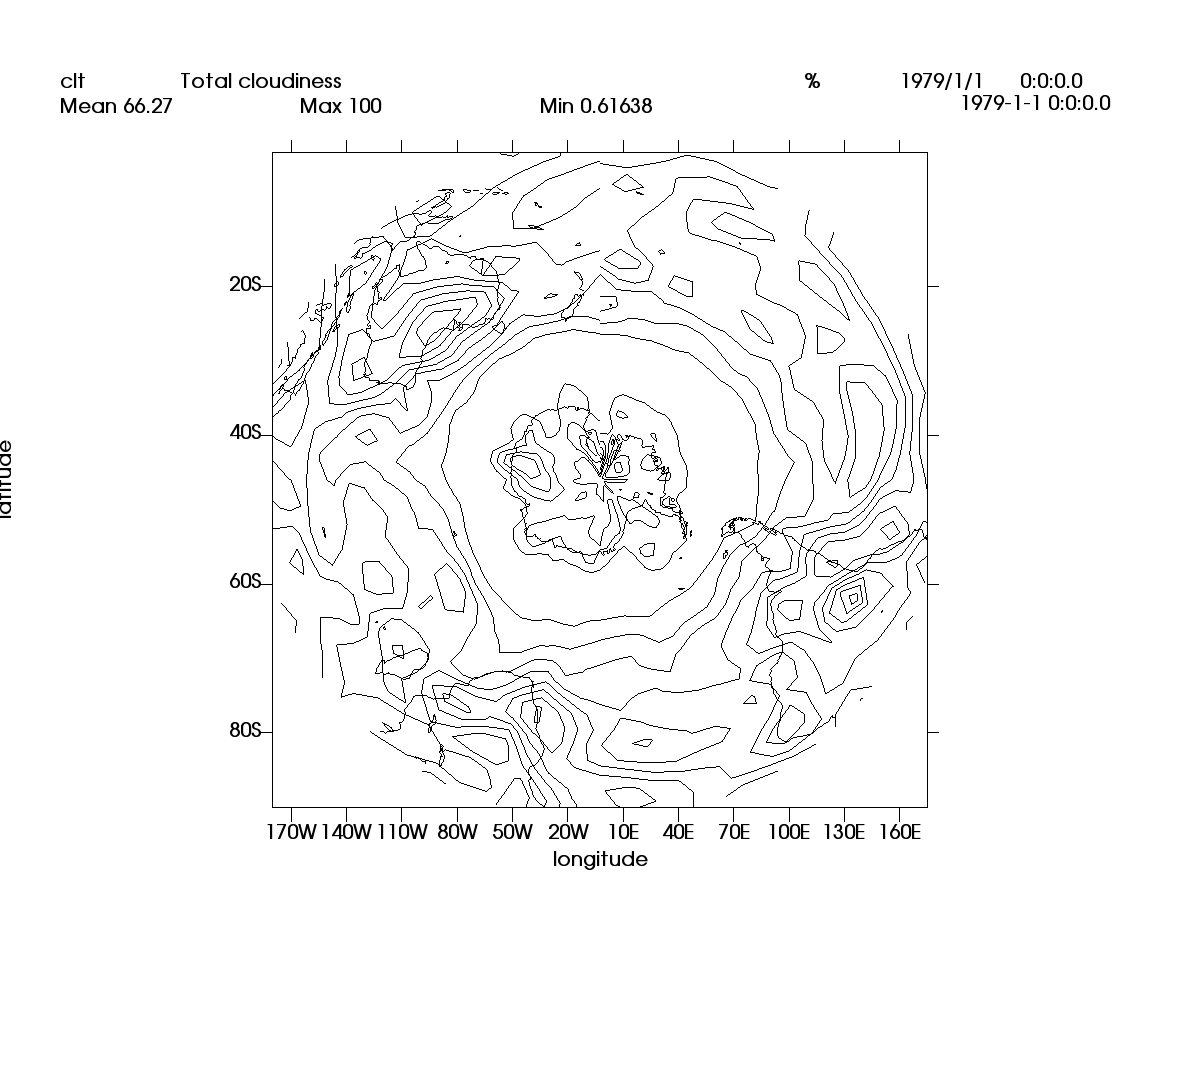 clt Total cloudiness % 1979/1/1 0:0:0.0
Mean 66.27 Max 100 Min 0.61638 1979-1-1 0:0:0.0
20S
40S
60S
80S
latitude
170W 140W 110W 80W 50W 20W 10E 40E 70E 100E 130E 160E
longitude